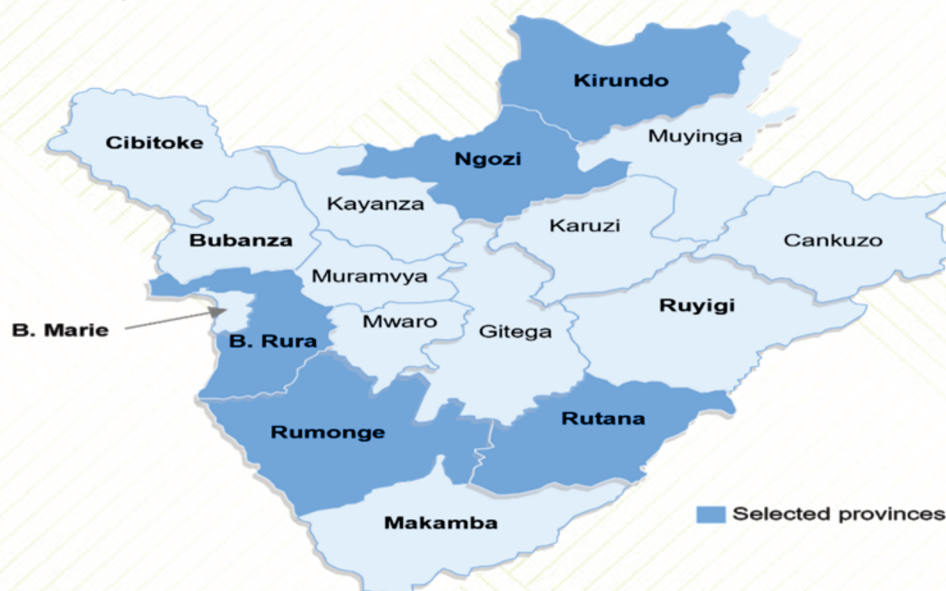 Kirundo
Muyinga
Cibitoke
Ngozi
Kayanza
Karuzi
Bubanza
Cankuzo
Muramvya
Ruyigi
Mwaro
B. Marie
Gitega
B. Rura
Rutana
Rumonge
Selected provinces
Makamba